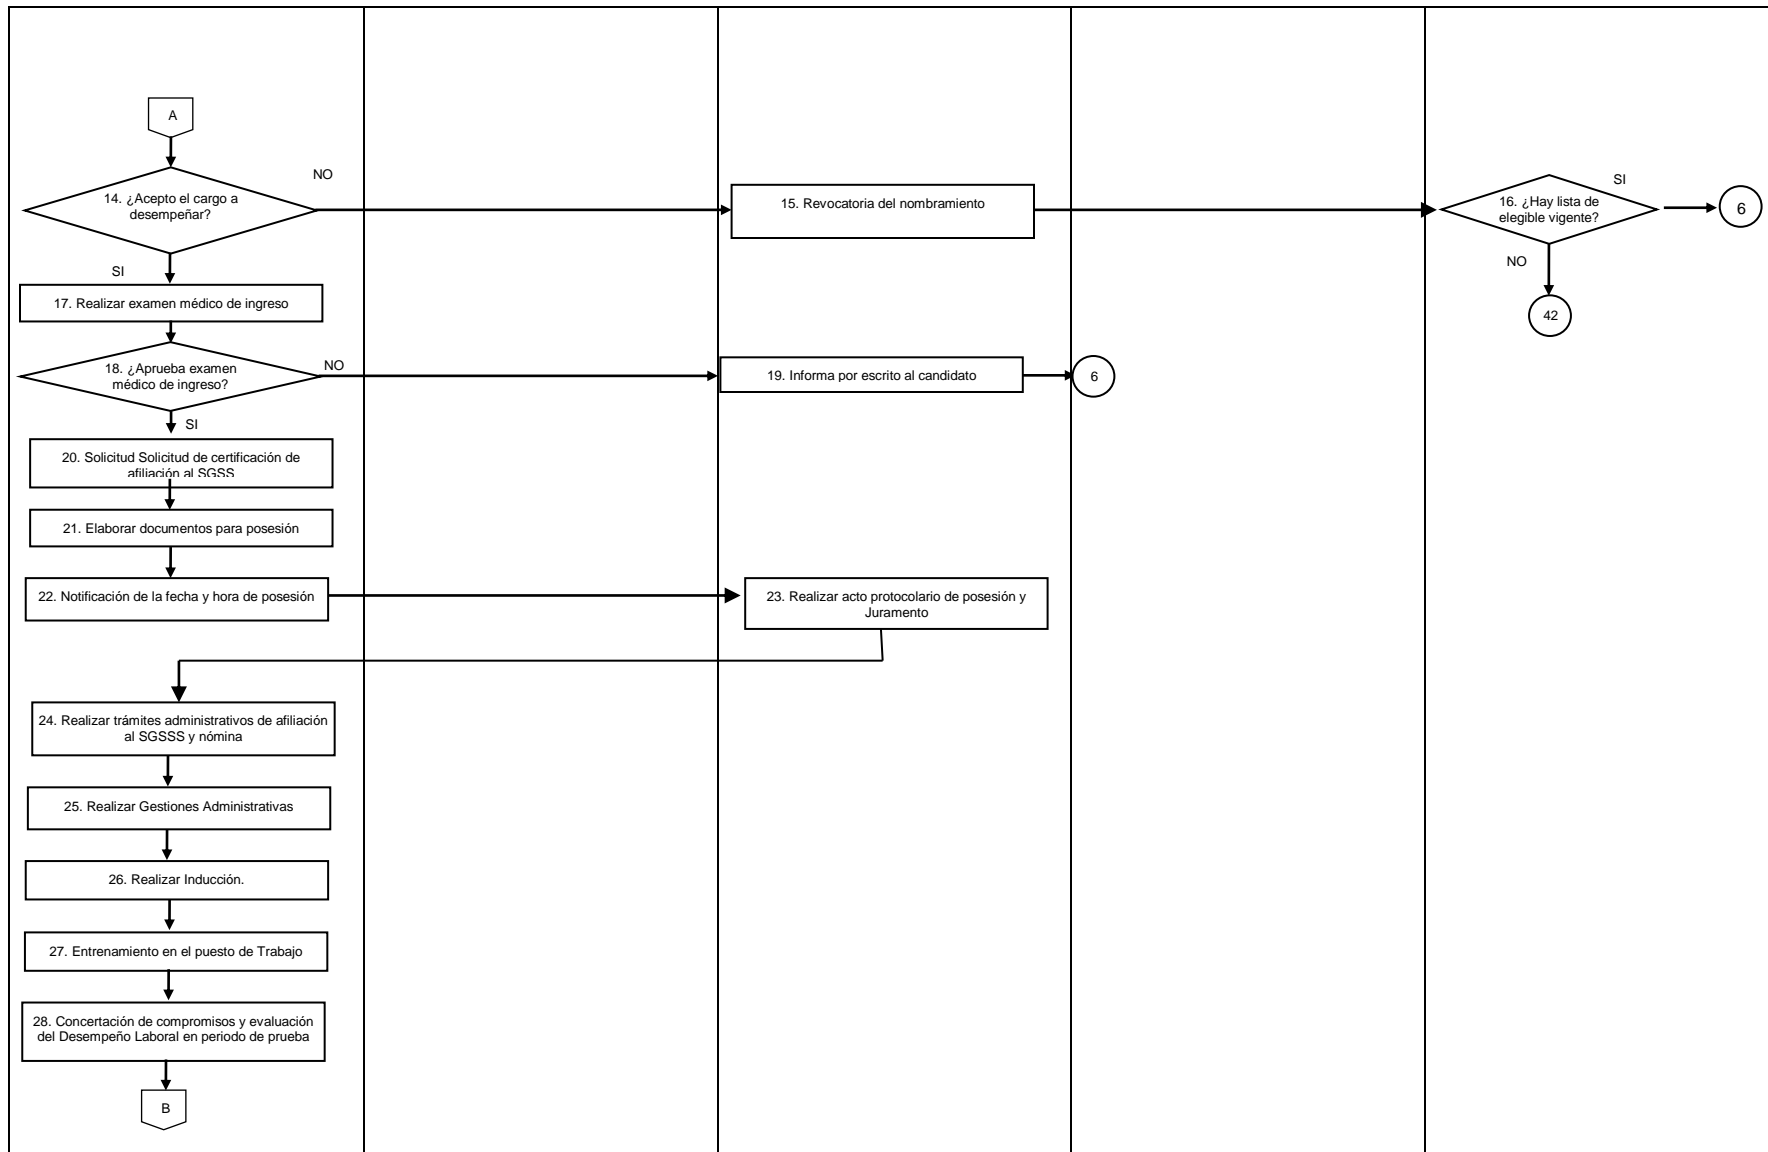 A
NO
14. ¿Acepto el cargo a
desempeñar?
15. Revocatoria del nombramiento
SI
16. ¿Hay lista de
elegible vigente?
6
NO
42
SI
17. Realizar examen médico de ingreso
18. ¿Aprueba examen
médico de ingreso?
NO
19. Informa por escrito al candidato
6
SI
20. Solicitud Solicitud de certificación de
afiliación al SGSS
21. Elaborar documentos para posesión
22. Notificación de la fecha y hora de posesión
23. Realizar acto protocolario de posesión y
Juramento
24. Realizar trámites administrativos de afiliación
al SGSSS y nómina
25. Realizar Gestiones Administrativas
26. Realizar Inducción.
27. Entrenamiento en el puesto de Trabajo
28. Concertación de compromisos y evaluación
del Desempeño Laboral en periodo de prueba
B